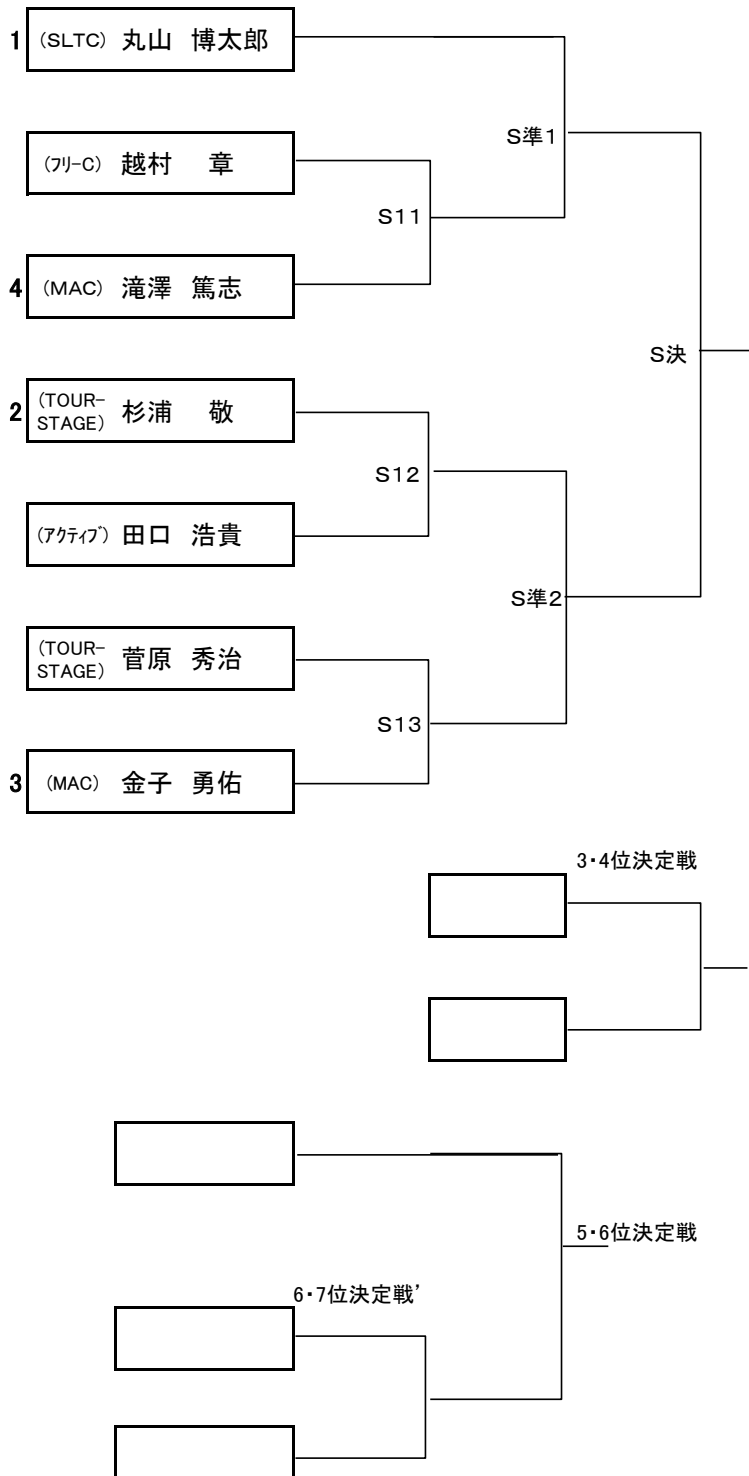 1 (SLTC) 丸山　博太郎
S準1
(ﾌﾘｰC) 越村　章
S11
4 (MAC) 滝澤　篤志
S決
2 (TOUR-
STAGE) 杉浦　敬
S12
(ｱｸﾃｨﾌﾞ) 田口　浩貴
S準2
(TOUR-
STAGE) 菅原　秀治
S13
3 (MAC) 金子　勇佑
3・4位決定戦
5・6位決定戦
6・7位決定戦’